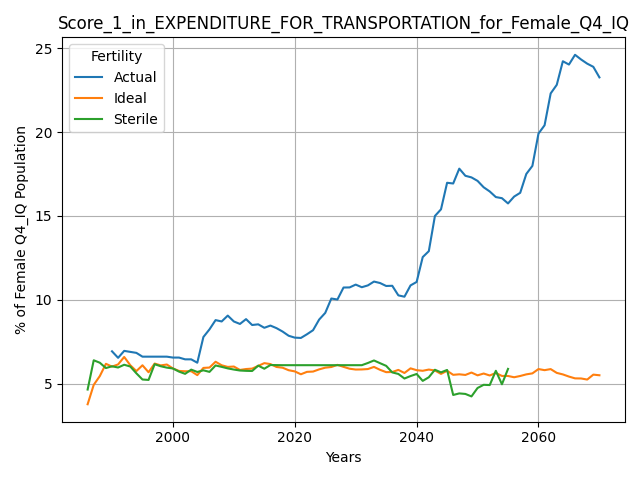 Score_1_in_EXPENDITURE_FOR_TRANSPORTATION_for_Female_Q4_IQ
Fertility
Actual
Ideal
Sterile
% of Female Q4_IQ Population
25
20
15
10
5
2000 2020 2040 2060
Years